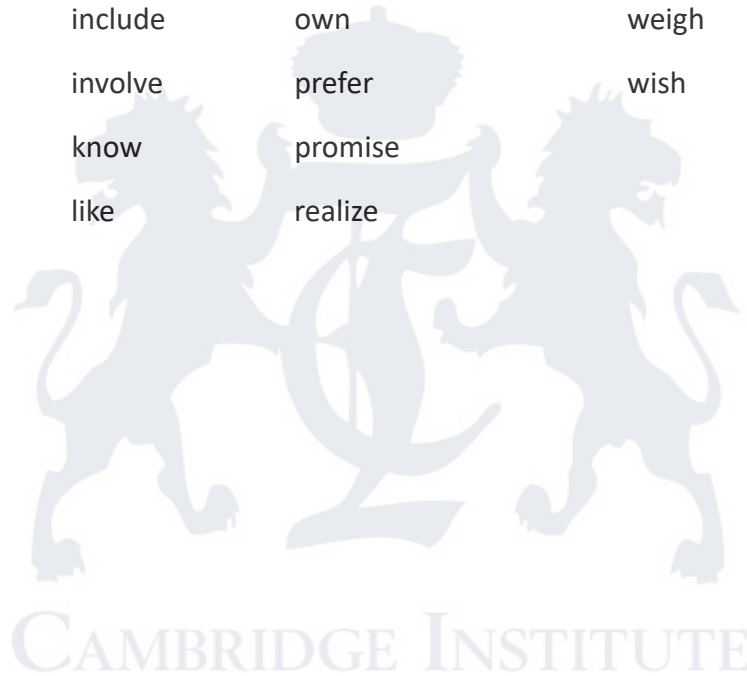 include own weigh
involve prefer wish
know promise
like realize
CAMBRIDGE INSTITUTE